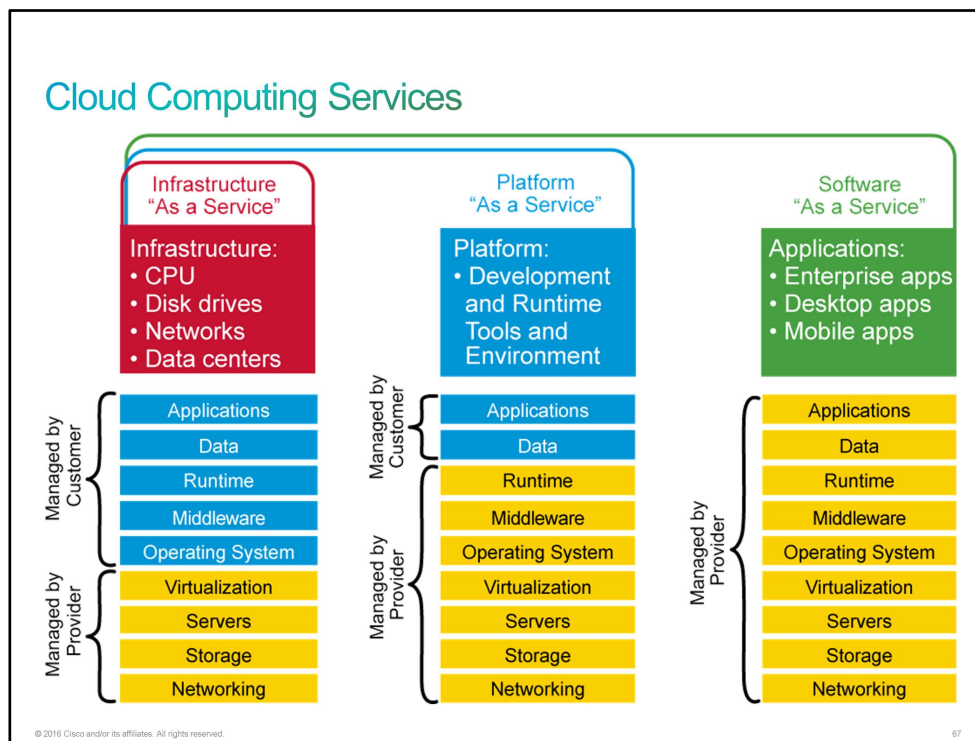 Cloud Computing Services
Infrastructure
“As a Service”
Infrastructure:
• CPU
• Disk drives
• Networks
• Data centers
Managed by
Customer
Applications
Data
Runtime
Middleware
Operating System
Managed by
Provider
Virtualization
Servers
Storage
Networking
Platform
“As a Service”
Platform:
• Development
and Runtime
Tools and
Environment
Managed by
Customer
Applications
Data
Managed by
Provider
Runtime
Middleware
Operating System
Virtualization
Servers
Storage
Networking
Software
“As a Service”
Applications:
• Enterprise apps
• Desktop apps
• Mobile apps
Managed by
Provider
Applications
Data
Runtime
Middleware
Operating System
Virtualization
Servers
Storage
Networking
© 2016 Cisco and/or its affiliates. All rights reserved.
67